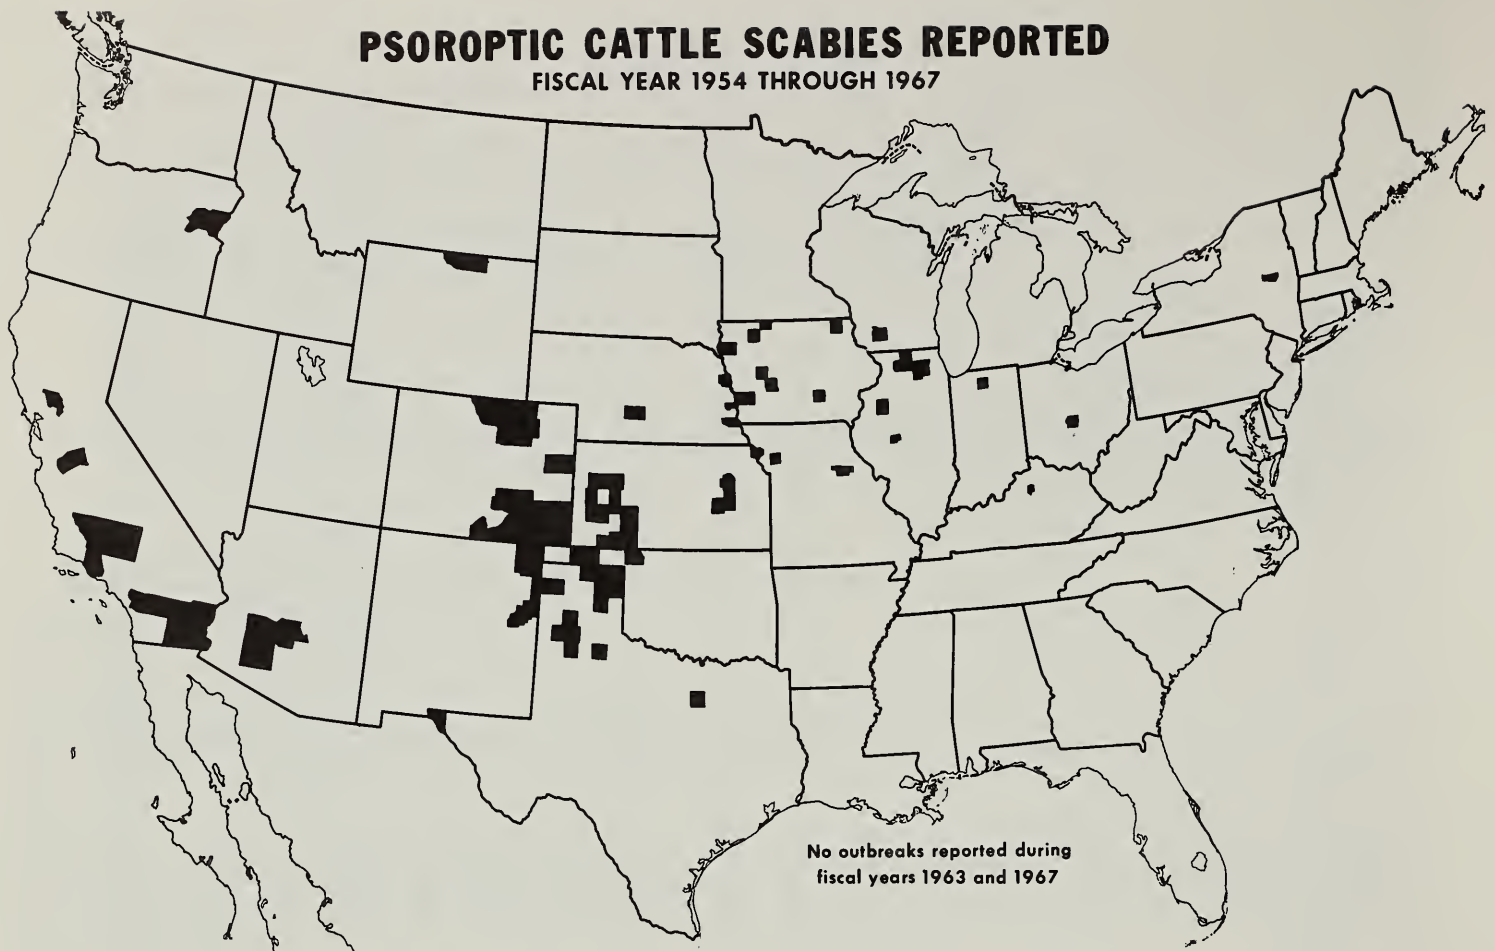 PSOROPTIC CATTLE SCABIES REPORTED
FISCAL YEAR 1954 THROUGH 1967
No outbreaks reported during
fiscal years 1963 and 1967